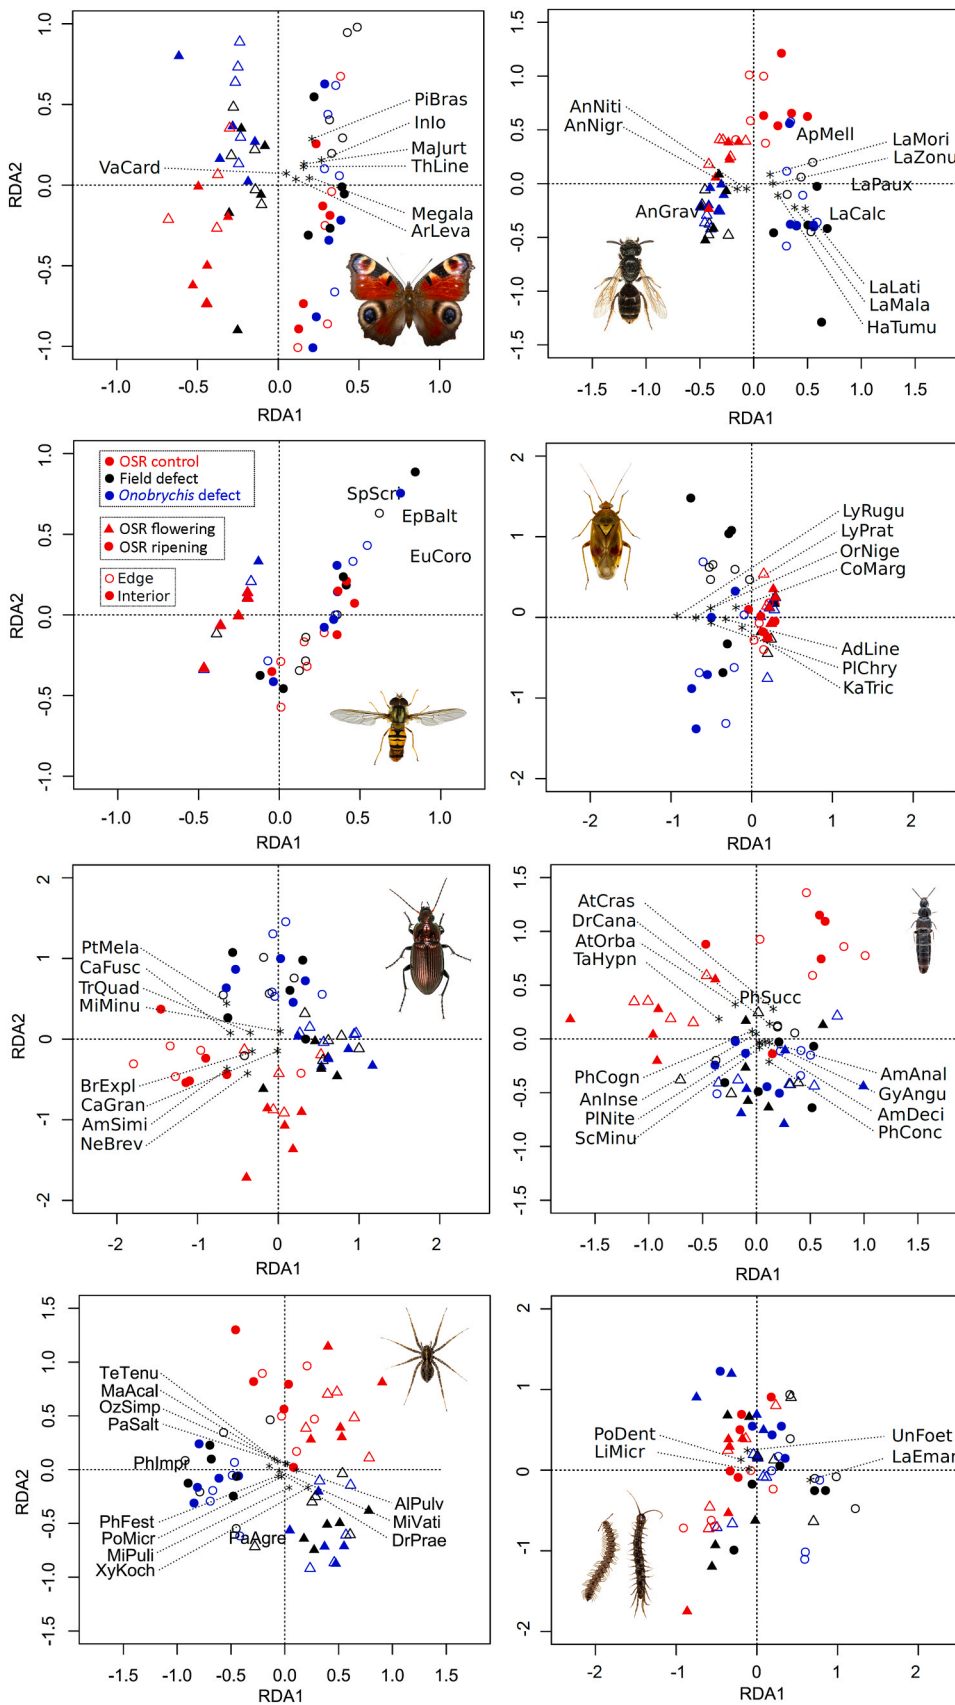 RDA2
1.0
0.5
0.0
0.5
-1.0
-1.0
-0.5
0.0
0.5
1.0
RDA1
VaCard
PiBras
InIo
MaJurt
ThLine
Megala
ArLeva
1.5
1.0
0.5
0.0
-0.5
-1.0
-1.5
-1.5
-1.0
-0.5
0.0
0.5
1.0
1.5
RDA1
AnNiti
AnNigr
AnGrav
ApMell
LaMori
LaZonu
LaPaux
LaCalc
LaLati
LaMala
HaTumu
RDA2
1.0
0.5
0.0
-0.5
-1.0
-1.0
-0.5
0.0
0.5
1.0
RDA1
OSR control
Field defect
Onobrychis defect
OSR flowering
OSR ripening
Edge
Interior
SpScri
EpBalt
EuCoro
2
1
0
-1
-2
-2
-1
0
1
2
RDA1
LyRugu
LyPrat
OrNige
CoMarg
AdLine
PlChry
KaTric
RDA2
2
1
0
-1
-2
-2
-1
0
1
2
RDA1
PtMela
CaFusc
TrQuad
MiMinu
BrExpl
CaGran
AmSimi
NeBrev
1.5
1.0
0.5
0.0
-0.5
-1.0
-1.5
-1.5
-1.0
-0.5
0
0.5
1.0
1.5
RDA1
AtCras
DrCana
AtOrba
TaHypn
PhSucc
PhCogn
AnInse
PlNite
ScMinu
AmAnal
GyAngu
AmDeci
PhConc
RDA2
1.5
1.0
0.5
0.0
-0.5
-1.0
-1.5
-1.5
-1.0
-0.5
0.0
0.5
1.0
1.5
RDA1
TeTenu
MaAcal
OzSimp
PaSalt
PhImpr
PhFest
PoMicr
MiPuli
XyKoch
PaAgre
AlPulv
MiVati
DrPrae
2
1
0
-1
-2
-2
-1
0
1
2
RDA1
PoDent
LiMicr
UnFoet
LaEmar